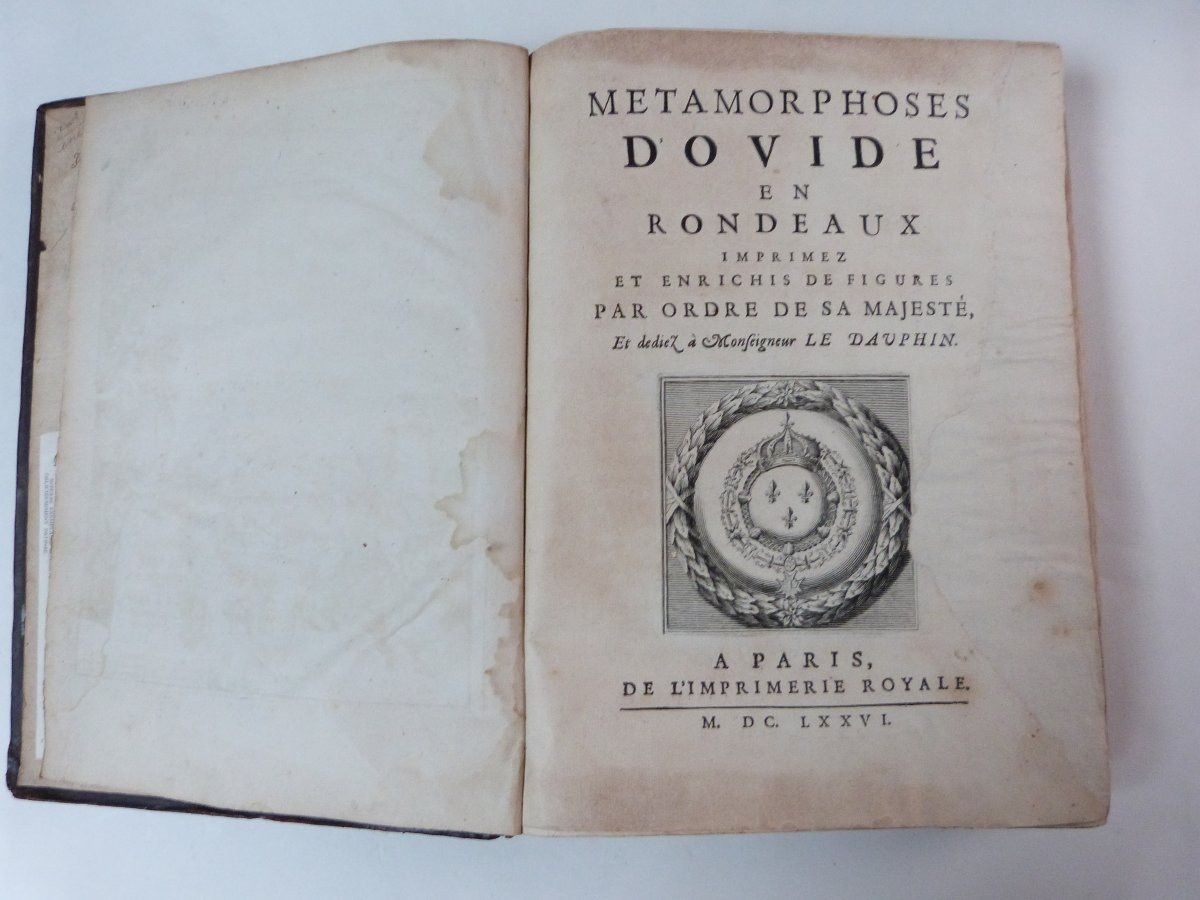 METAMORPHOSES
D'OVIDE
EN
RONDEAUX
IMPRIMEZ
ET ENRICHIS DE FIGURES
PAR ORDRE DE SA MAJESTÉ,
Et dediez à Monſeigneur LE DAUPHIN.
A PARIS,
DE L'IMPRIMERIE ROYALE.
M. DC. LXXVI.